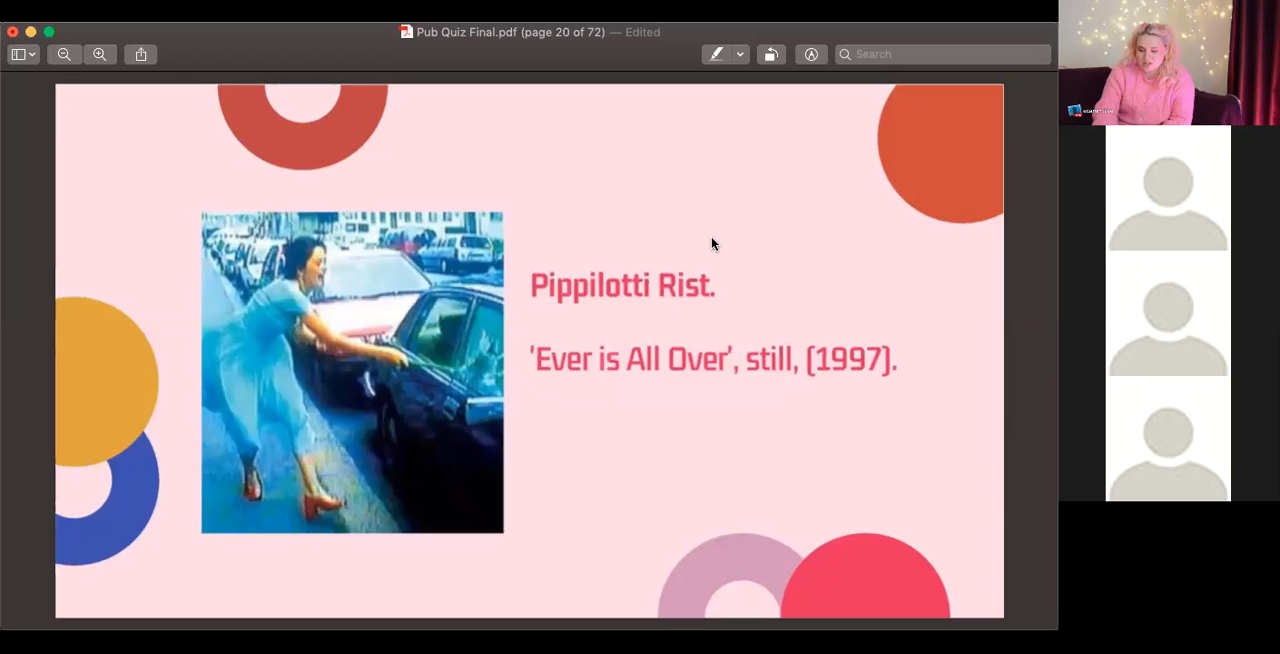 Pub Quiz Final.pdf (page 20 of 72) — Edited
Search
Pippilotti Rist.
'Ever is All Over', still, (1997).